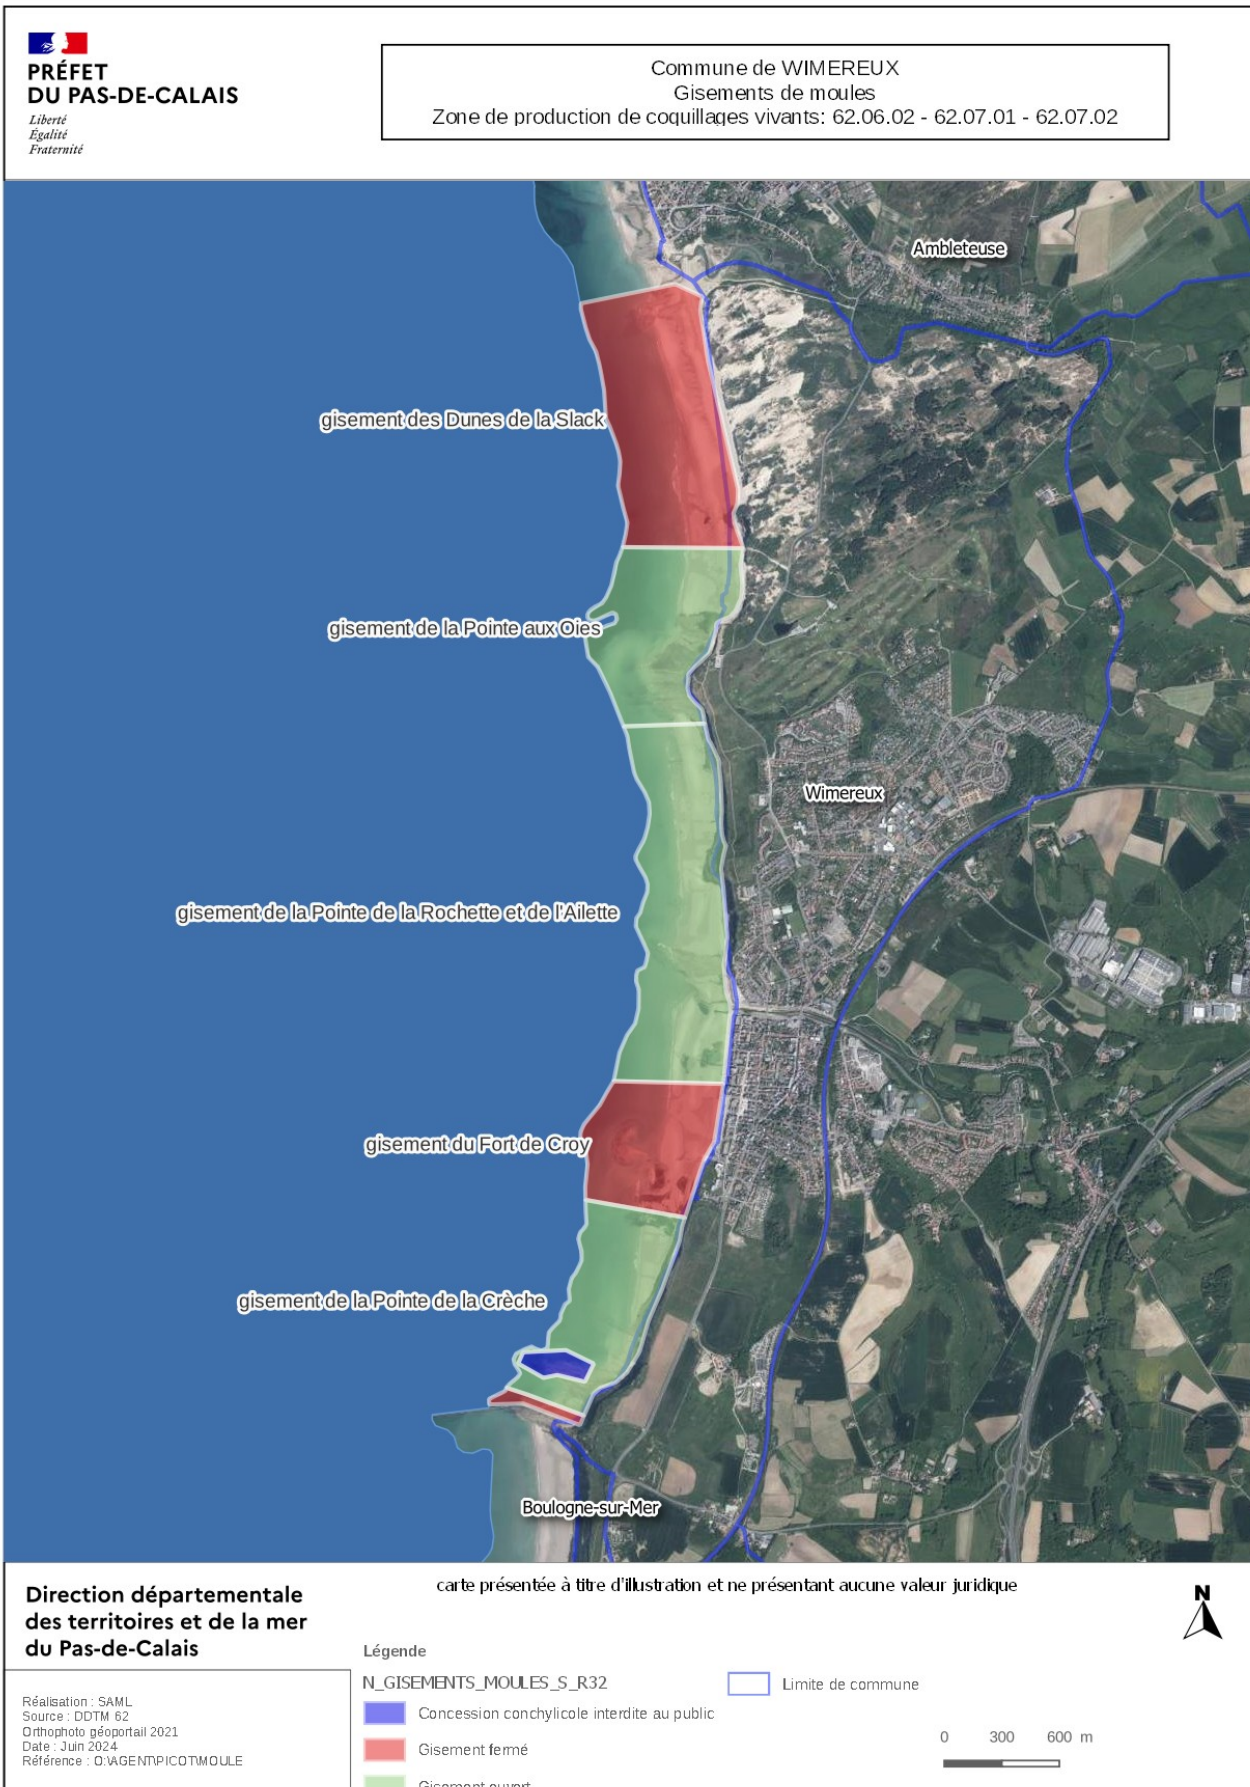 PRÉFET
DU PAS-DE-CALAIS
Liberté
Égalité
Fraternité
Commune de WIMEREUX
Gisements de moules
Zone de production de coquillages vivants: 62.06.02 - 62.07.01 - 62.07.02
Ambleteuse
gisement des Dunes de la Slack
gisement de la Pointe aux Oies
Wimereux
gisement de la Pointe de la Rochette et de l'Ailette
gisement du Fort de Croy
gisement de la Pointe de la Crèche
Boulogne-sur-Mer
carte présentée à titre d'illustration et ne présentant aucune valeur juridique
N
Direction départementale
des territoires et de la mer
du Pas-de-Calais
Réalisation : SAML
Source : DDTM 62
Orthophoto géoportail 2021
Date : Juin 2024
Référence : O:\AGENT\PICOT\MOULE
Légende
N_GISEMENTS_MOULES_S_R32
Concession conchylicole interdite au public
Gisement fermé
Gisement ouvert
Limite de commune
0 300 600 m